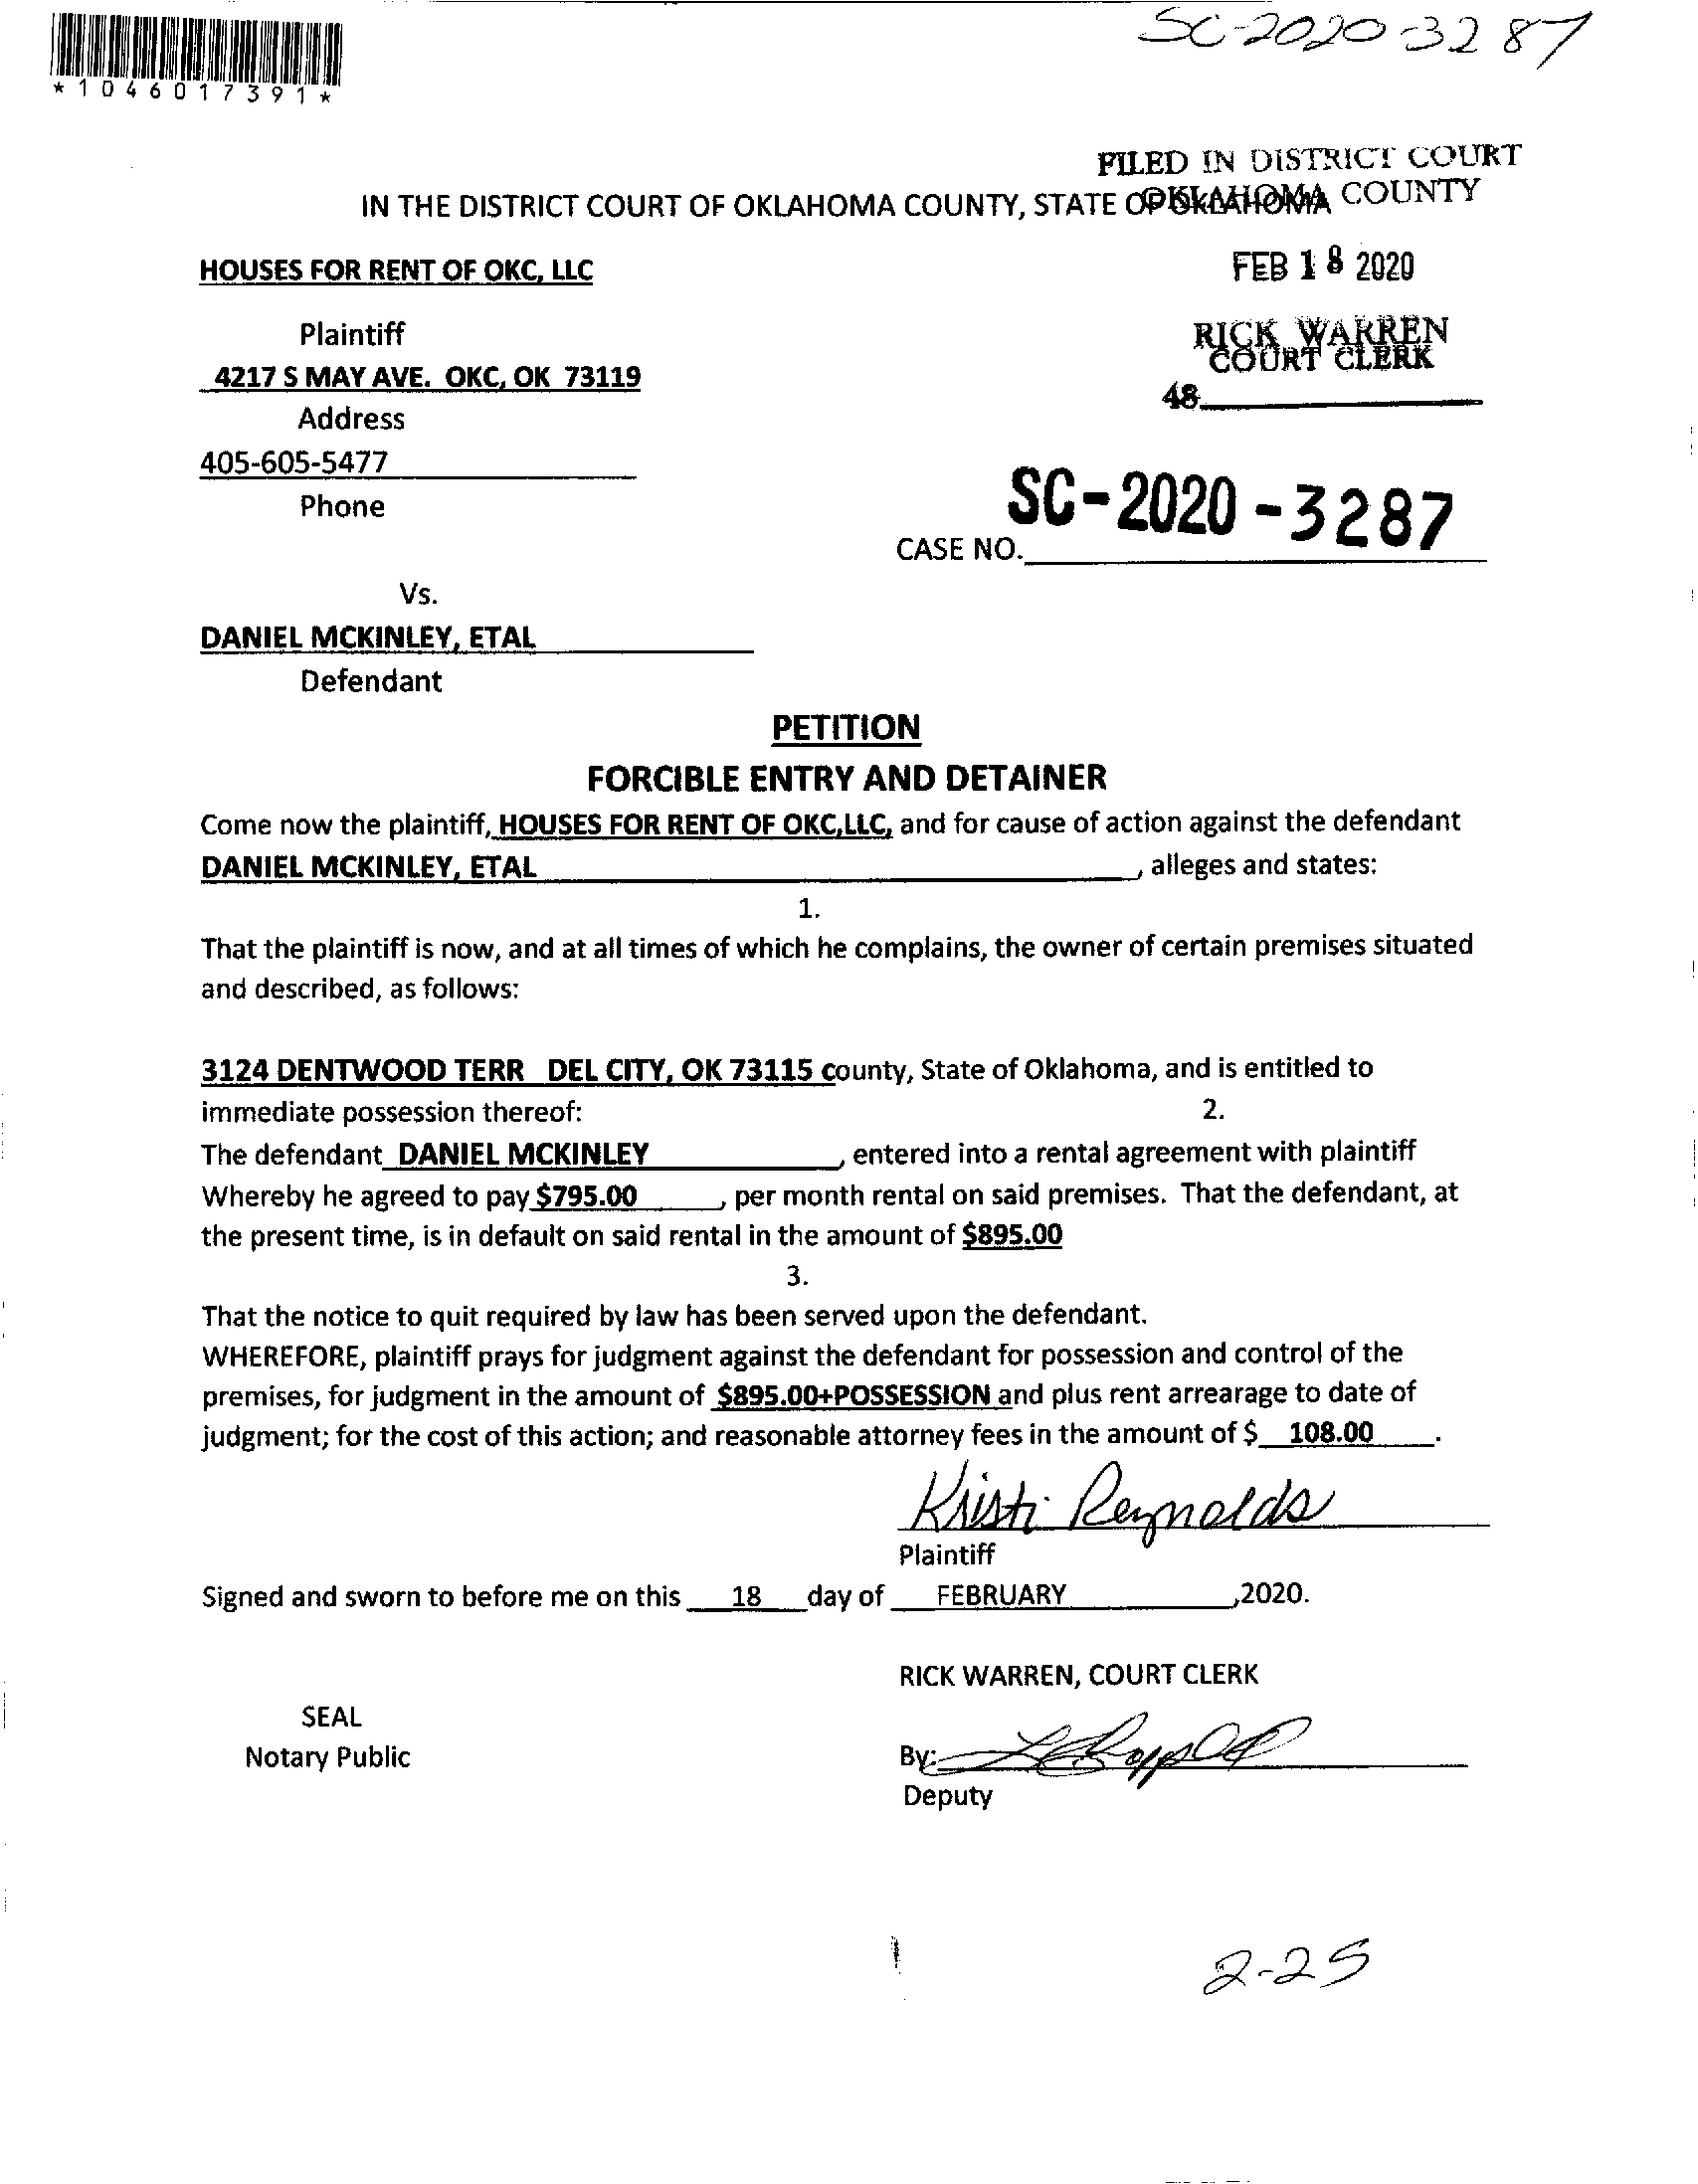 SC-2020-3287
*1046017391*
FILED IN DISTRICT COURT
OKLAHOMA COUNTY
IN THE DISTRICT COURT OF OKLAHOMA COUNTY, STATE OF OKLAHOMA
HOUSES FOR RENT OF OKC, LLC
FEB 18 2020
Plaintiff
RICK WARREN
COURT CLERK
4217 S MAY AVE. OKC, OK 73119
48
Address
405-605-5477
Phone
SC-2020-3287
CASE NO.
Vs.
DANIEL MCKINLEY, ETAL
Defendant
PETITION
FORCIBLE ENTRY AND DETAINER
Come now the plaintiff, HOUSES FOR RENT OF OKC,LLC, and for cause of action against the defendant
DANIEL MCKINLEY, ETAL, alleges and states:
1.
That the plaintiff is now, and at all times of which he complains, the owner of certain premises situated
and described, as follows:
3124 DENTWOOD TERR DEL CITY, OK 73115 county, State of Oklahoma, and is entitled to
immediate possession thereof: 2.
The defendant DANIEL MCKINLEY, entered into a rental agreement with plaintiff
Whereby he agreed to pay $795.00, per month rental on said premises. That the defendant, at
the present time, is in default on said rental in the amount of $895.00
3.
That the notice to quit required by law has been served upon the defendant.
WHEREFORE, plaintiff prays for judgment against the defendant for possession and control of the
premises, for judgment in the amount of $895.00+POSSESSION and plus rent arrearage to date of
judgment; for the cost of this action; and reasonable attorney fees in the amount of $ 108.00.
Kristi Reynolds
Plaintiff
Signed and sworn to before me on this 18 day of FEBRUARY,2020.
RICK WARREN, COURT CLERK
SEAL
Notary Public
By:
Deputy
2-25